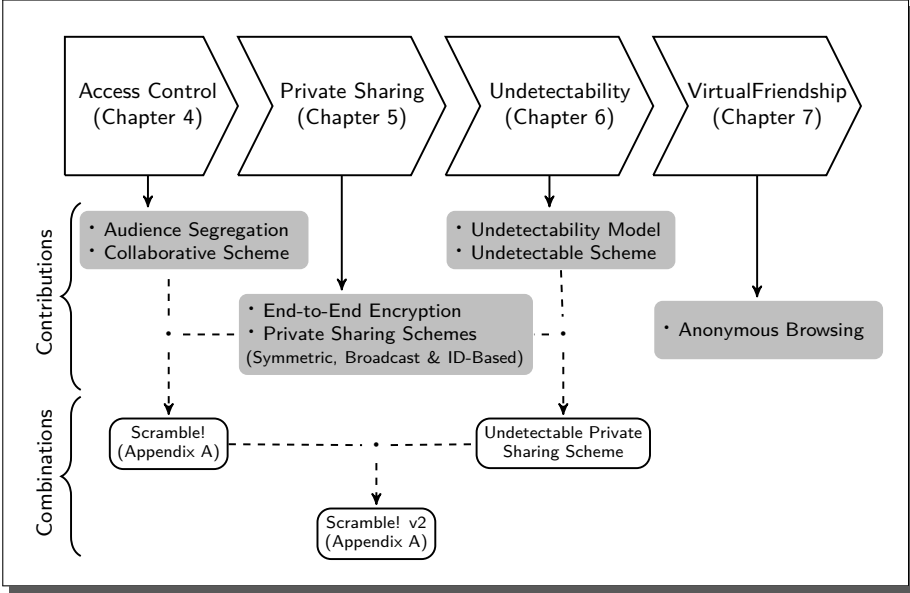 Access Control
(Chapter 4)
Private Sharing
(Chapter 5)
Undetectability
(Chapter 6)
VirtualFriendship
(Chapter 7)
Contributions
· Audience Segregation
· Collaborative Scheme
· Undetectability Model
· Undetectable Scheme
· End-to-End Encryption
· Private Sharing Schemes
(Symmetric, Broadcast & ID-Based)
· Anonymous Browsing
Combinations
Scramble!
(Appendix A)
Undetectable Private
Sharing Scheme
Scramble! v2
(Appendix A)